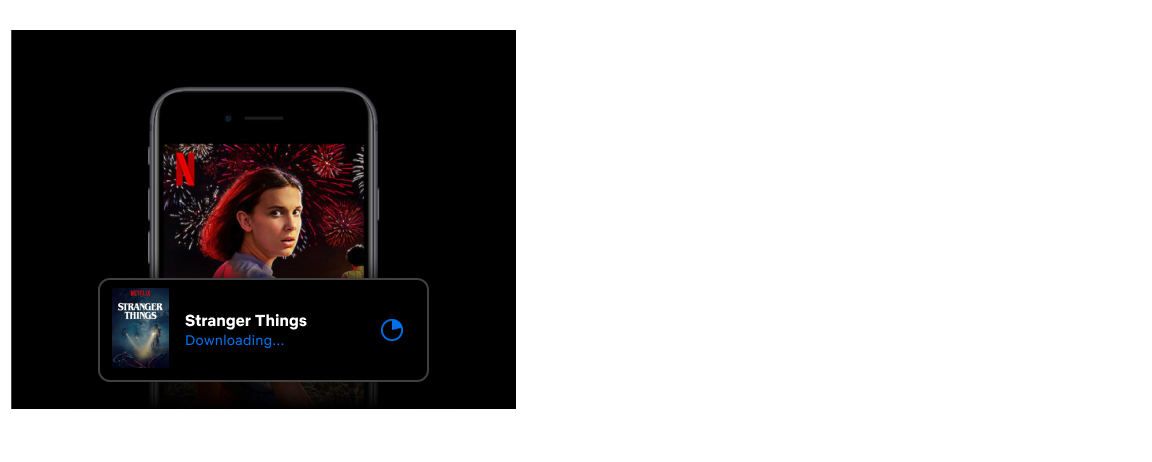 N
NETFLIX
STRANGER
THINGS
Stranger Things
Downloading...